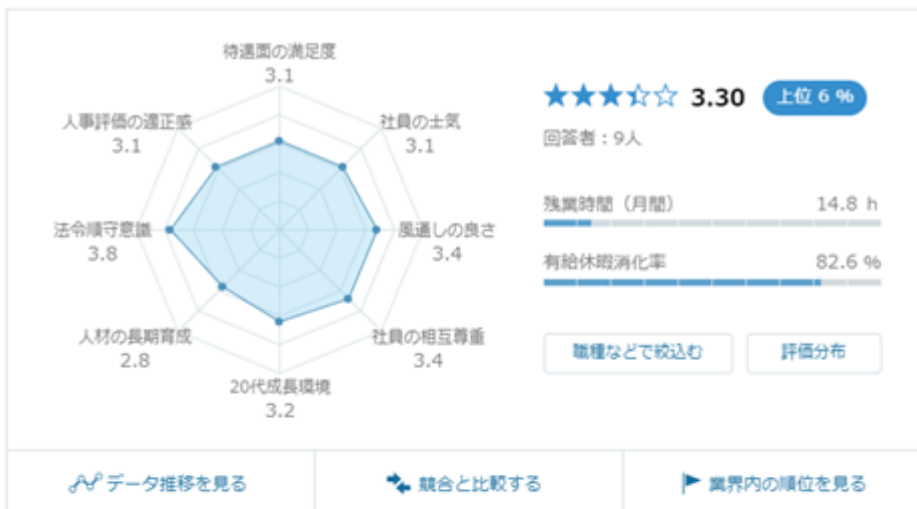 待遇面の満足度
3.1
社員の士気
3.1
風通しの良さ
3.4
社員の相互尊重
3.4
20代成長環境
3.2
人材の長期育成
2.8
法令順守意識
3.8
人事評価の適正感
3.1
3.30
上位 6 %
回答者：9人
残業時間（月間） 14.8 h
有給休暇消化率 82.6 %
職種などで絞込む
評価分布
データ推移を見る
競合と比較する
業界内の順位を見る